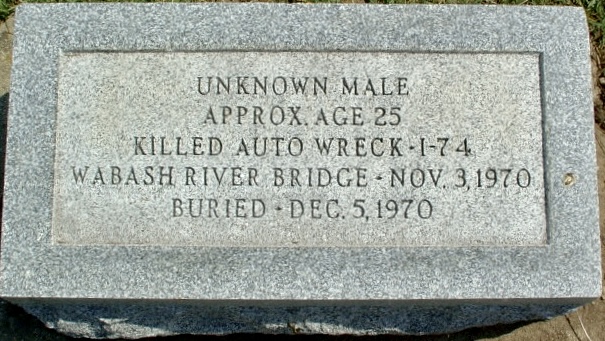 UNKNOWN MALE
APPROX. AGE 25
KILLED AUTO WRECK · I-74
WABASH RIVER BRIDGE · NOV. 3, 1970
BURIED · DEC. 5, 1970